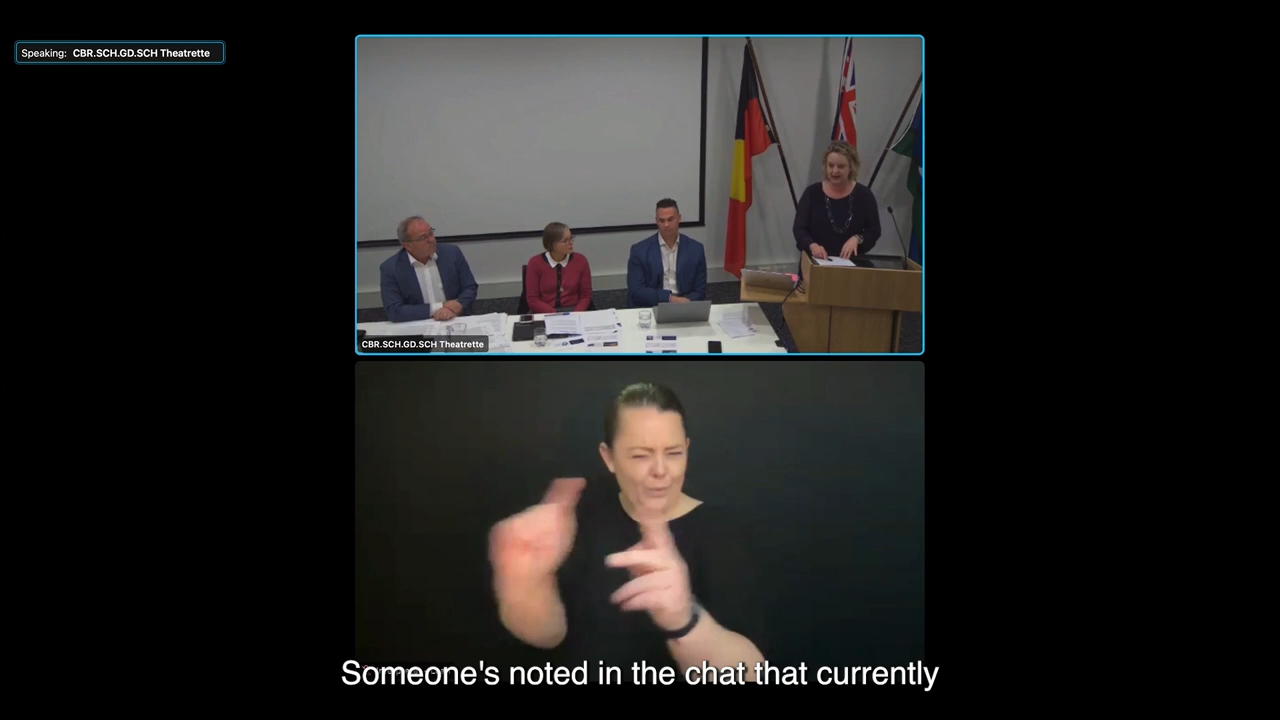 Speaking: CBR.SCH.GD.SCH Theatrette
CBR.SCH.GD.SCH Theatrette
Someone's noted in the chat that currently